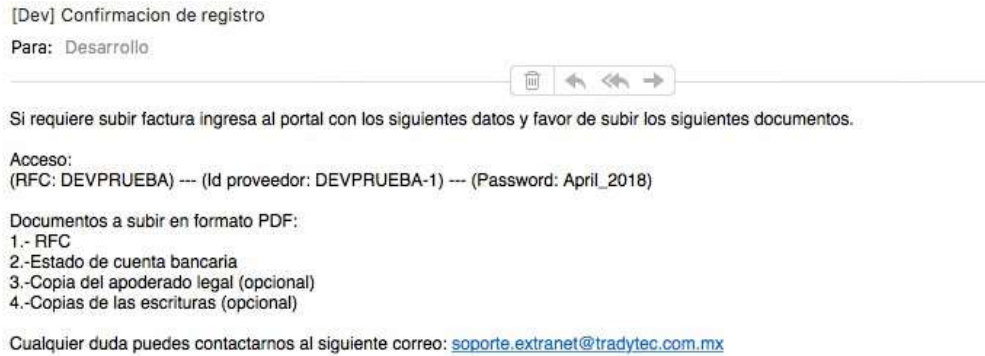 [Dev] Confirmacion de registro
Para: Desarrollo
Si requiere subir factura ingresa al portal con los siguientes datos y favor de subir los siguientes documentos.
Acceso:
(RFC: DEVPRUEBA) --- (Id proveedor: DEVPRUEBA-1) --- (Password: April_2018)
Documentos a subir en formato PDF:
1.- RFC
2.-Estado de cuenta bancaria
3.-Copia del apoderado legal (opcional)
4.-Copias de las escrituras (opcional)
Cualquier duda puedes contactarnos al siguiente correo: soporte.extranet@tradytec.com.mx